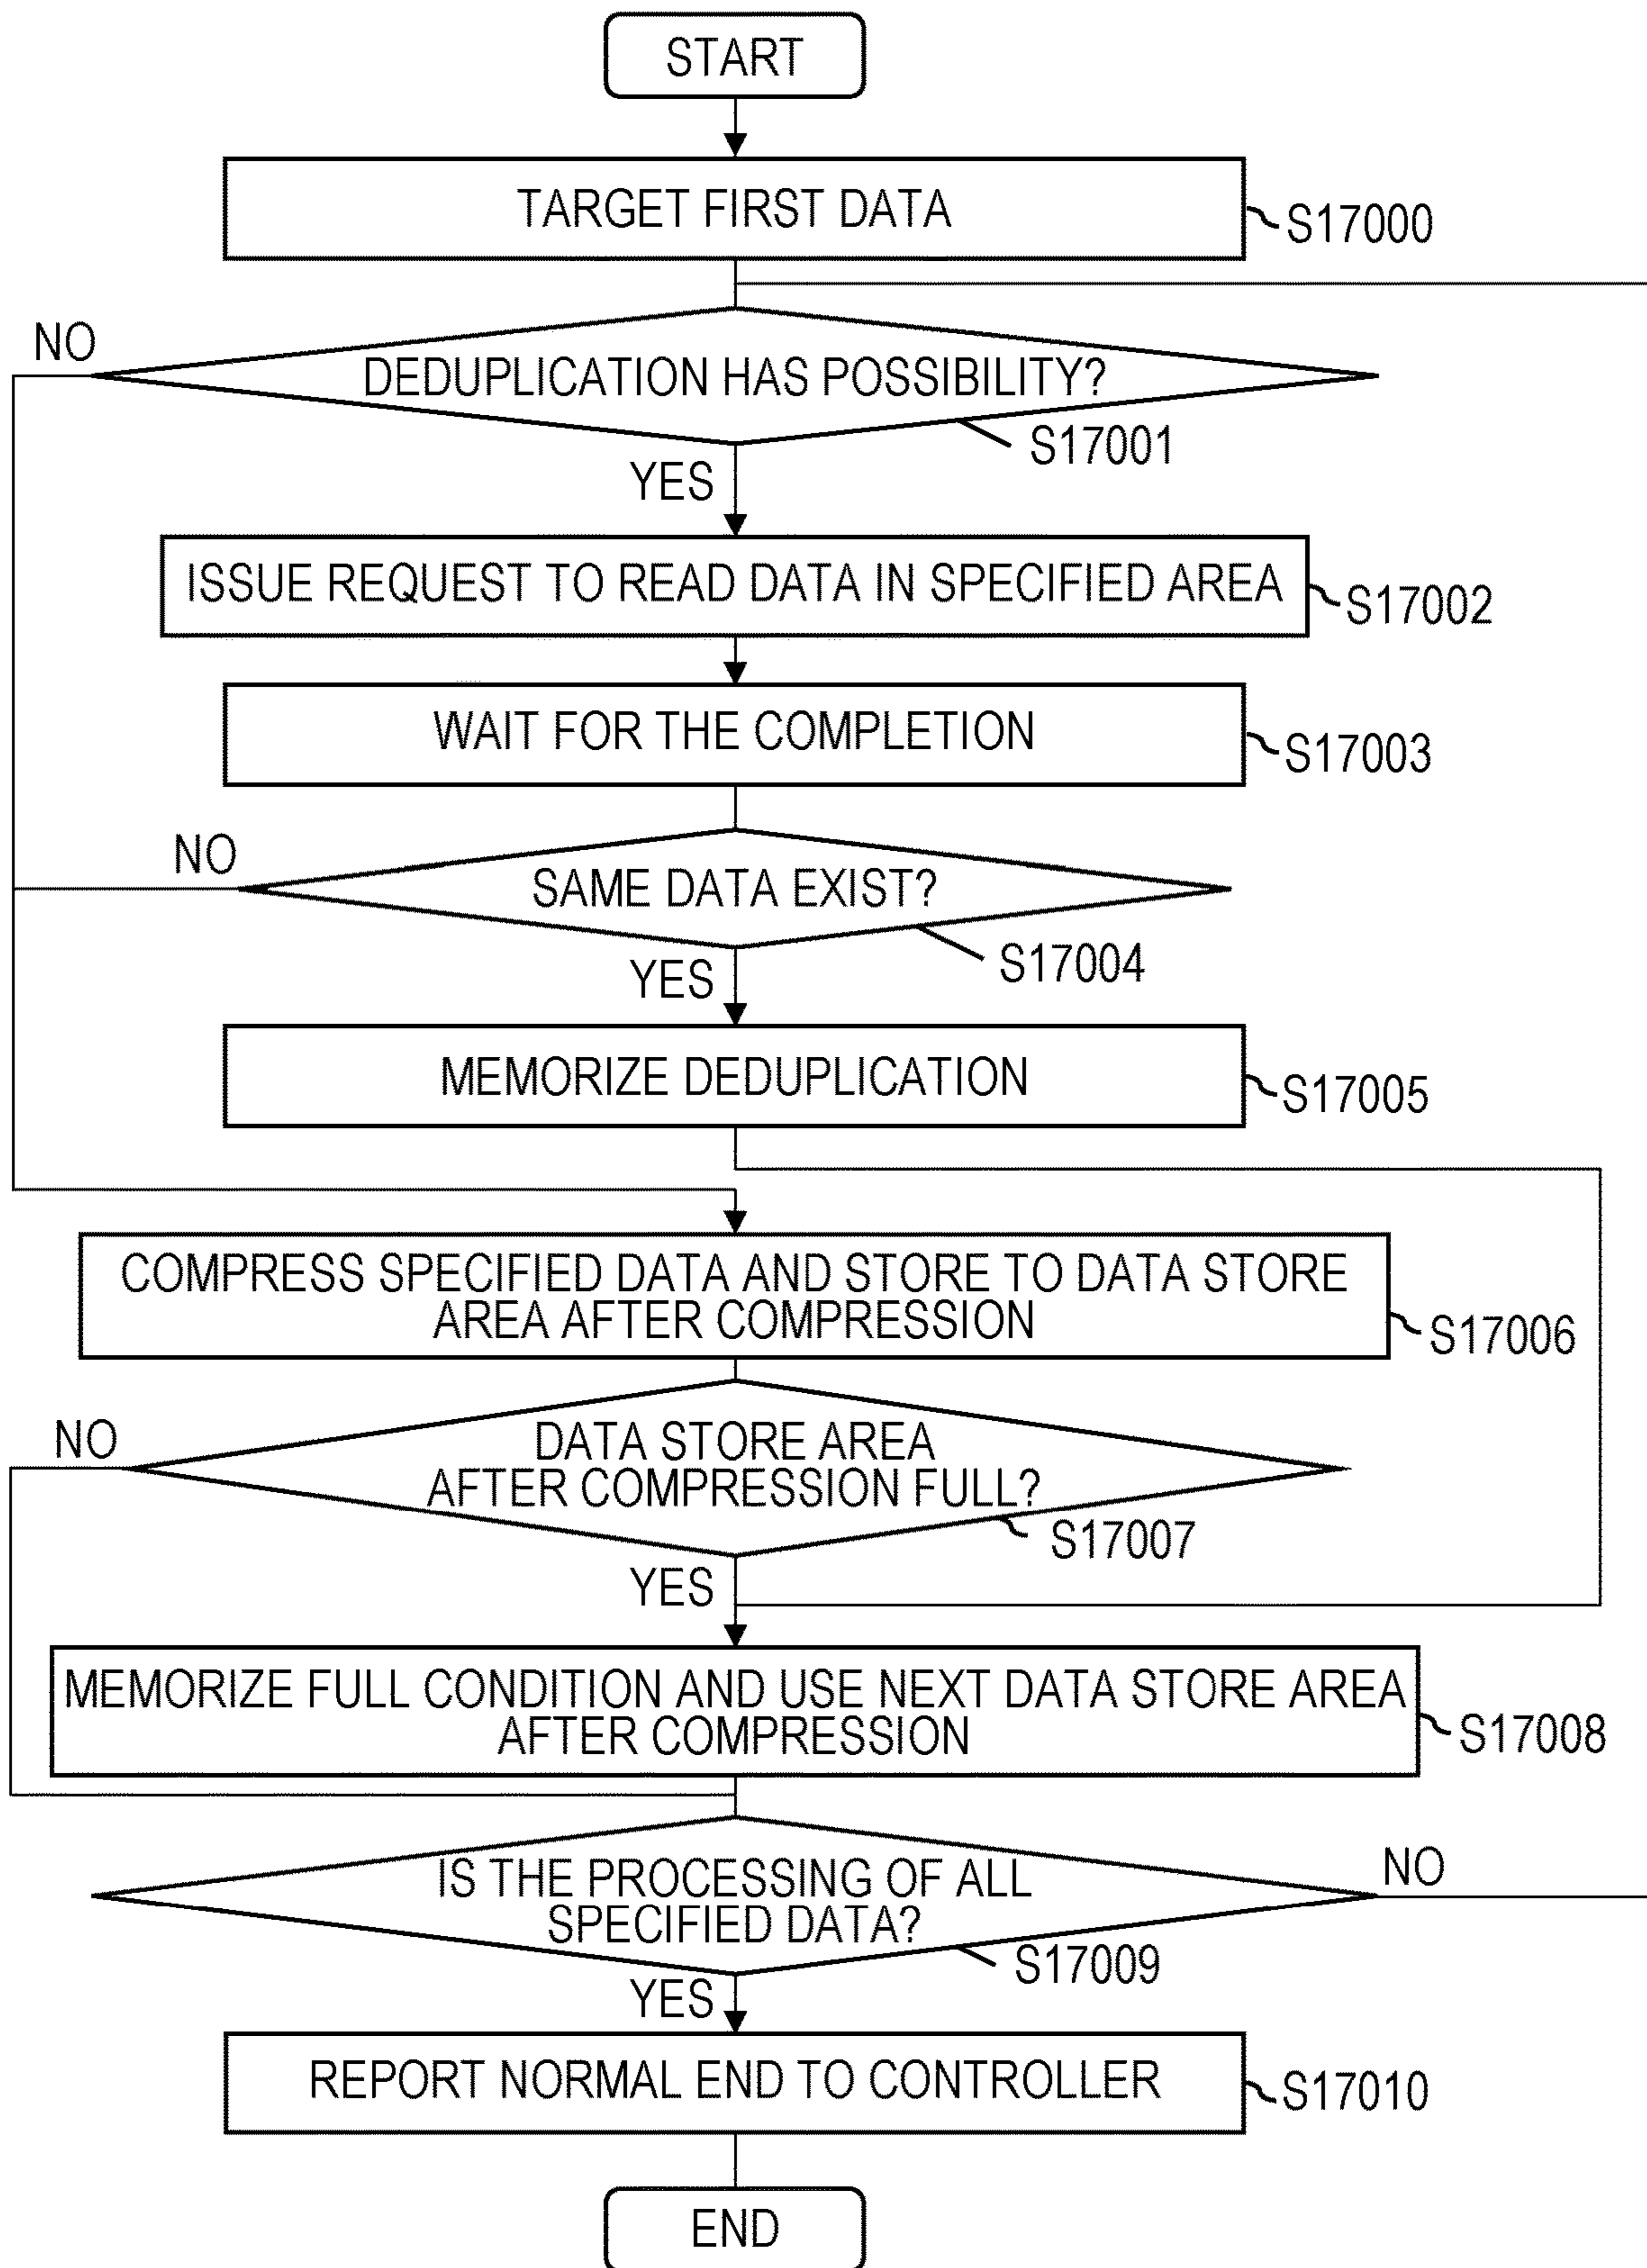 START
TARGET FIRST DATA
S17000
NO
DEDUPLICATION HAS POSSIBILITY?
S17001
YES
ISSUE REQUEST TO READ DATA IN SPECIFIED AREA
S17002
WAIT FOR THE COMPLETION
S17003
NO
SAME DATA EXIST?
S17004
YES
MEMORIZE DEDUPLICATION
S17005
COMPRESS SPECIFIED DATA AND STORE TO DATA STORE
AREA AFTER COMPRESSION
S17006
NO
DATA STORE AREA
AFTER COMPRESSION FULL?
S17007
YES
MEMORIZE FULL CONDITION AND USE NEXT DATA STORE AREA
AFTER COMPRESSION
S17008
IS THE PROCESSING OF ALL
SPECIFIED DATA?
NO
S17009
YES
REPORT NORMAL END TO CONTROLLER
S17010
END